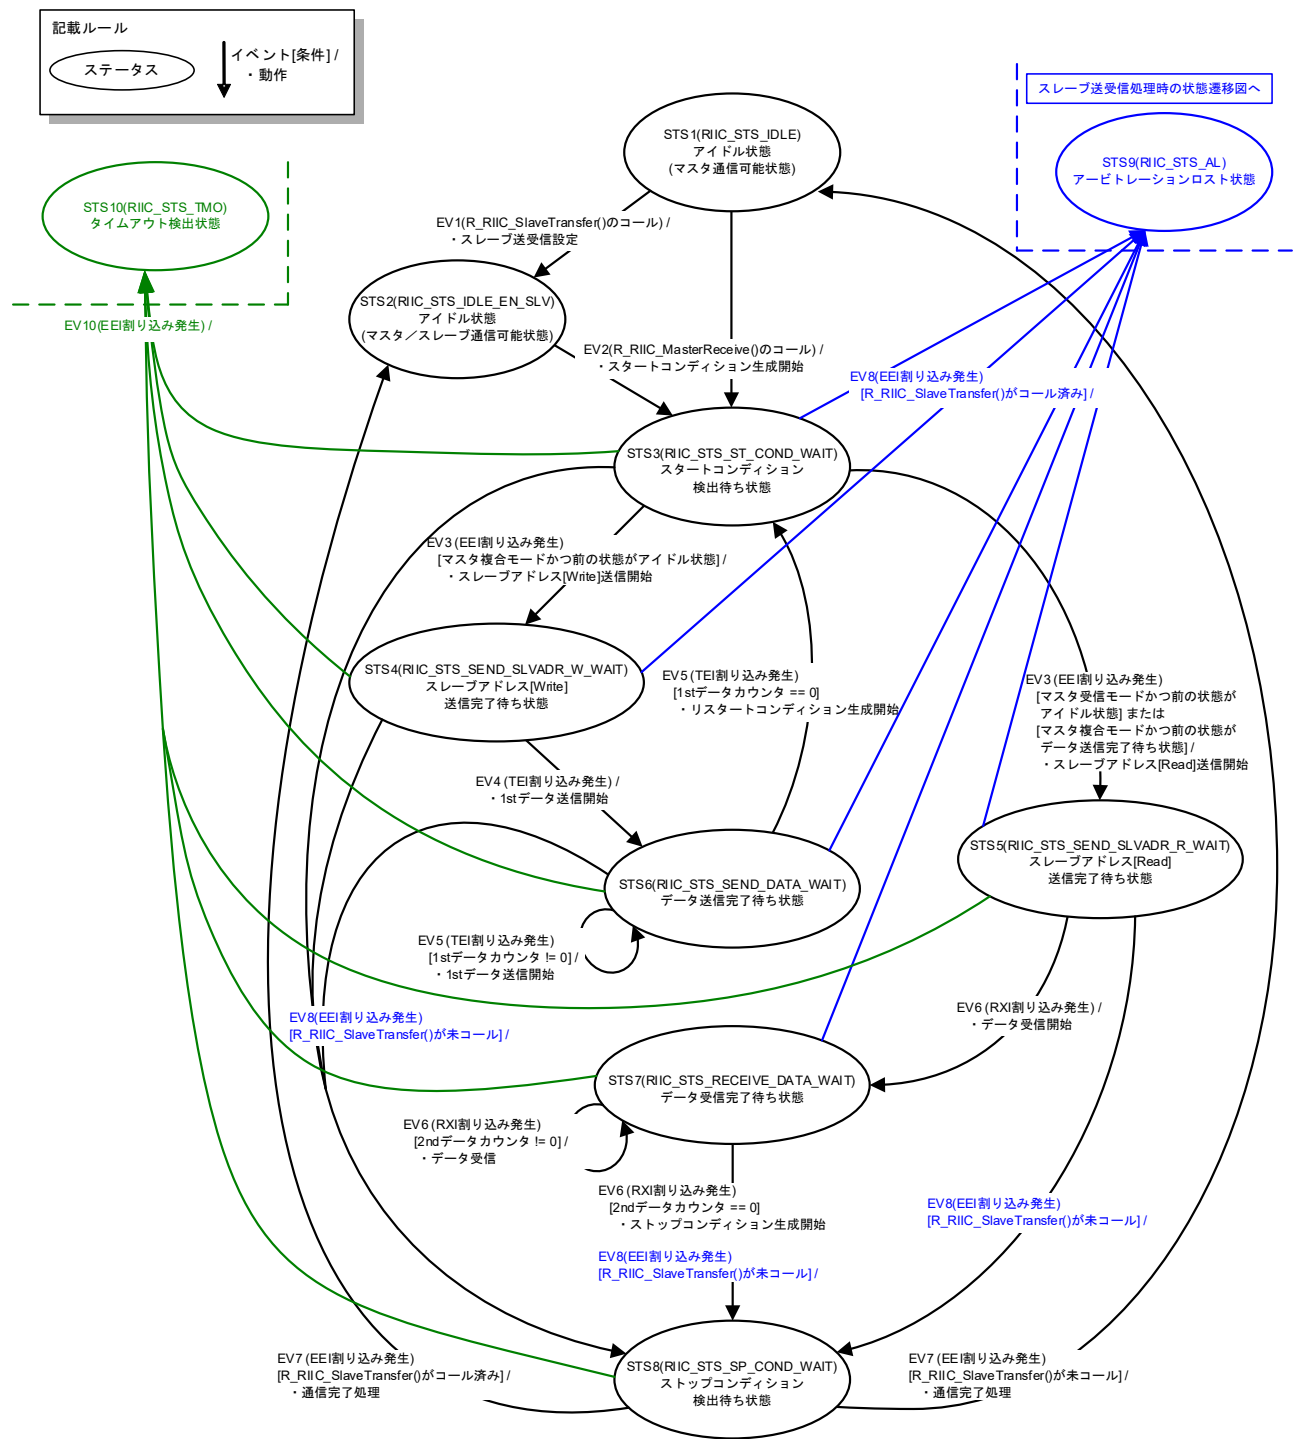 記載ルール
ステータス
イベント[条件] /
・動作
スレーブ送受信処理時の状態遷移図へ
STS1(RIIC_STS_IDLE)
アイドル状態
(マスタ通信可能状態)
STS9(RIIC_STS_AL)
アービトレーションロスト状態
STS10(RIIC_STS_TMO)
タイムアウト検出状態
EV1(R_RIIC_SlaveTransfer()のコール) /
・スレーブ送受信設定
STS2(RIIC_STS_IDLE_EN_SLV)
アイドル状態
(マスタ／スレーブ通信可能状態)
EV10(EEI割り込み発生) /
EV2(R_RIIC_MasterReceive()のコール) /
・スタートコンディション生成開始
EV8(EEI割り込み発生)
[R_RIIC_SlaveTransfer()がコール済み] /
STS3(RIIC_STS_ST_COND_WAIT)
スタートコンディション
検出待ち状態
EV3 (EEI割り込み発生)
[マスタ複合モードかつ前の状態がアイドル状態] /
・スレーブアドレス[Write]送信開始
STS4(RIIC_STS_SEND_SLVADR_W_WAIT)
スレーブアドレス[Write]
送信完了待ち状態
EV5 (TEI割り込み発生)
[1stデータカウンタ == 0]
・リスタートコンディション生成開始
EV3 (EEI割り込み発生)
[マスタ受信モードかつ前の状態が
アイドル状態] または
[マスタ複合モードかつ前の状態が
データ送信完了待ち状態] /
・スレーブアドレス[Read]送信開始
EV4 (TEI割り込み発生) /
・1stデータ送信開始
STS5(RIIC_STS_SEND_SLVADR_R_WAIT)
スレーブアドレス[Read]
送信完了待ち状態
STS6(RIIC_STS_SEND_DATA_WAIT)
データ送信完了待ち状態
EV5 (TEI割り込み発生)
[1stデータカウンタ != 0] /
・1stデータ送信開始
EV8(EEI割り込み発生)
[R_RIIC_SlaveTransfer()が未コール] /
EV6 (RXI割り込み発生) /
・データ受信開始
STS7(RIIC_STS_RECEIVE_DATA_WAIT)
データ受信完了待ち状態
EV6 (RXI割り込み発生)
[2ndデータカウンタ != 0] /
・データ受信
EV6 (RXI割り込み発生)
[2ndデータカウンタ == 0]
・ストップコンディション生成開始
EV8(EEI割り込み発生)
[R_RIIC_SlaveTransfer()が未コール] /
EV8(EEI割り込み発生)
[R_RIIC_SlaveTransfer()が未コール] /
STS8(RIIC_STS_SP_COND_WAIT)
ストップコンディション
検出待ち状態
EV7 (EEI割り込み発生)
[R_RIIC_SlaveTransfer()がコール済み] /
・通信完了処理
EV7 (EEI割り込み発生)
[R_RIIC_SlaveTransfer()が未コール] /
・通信完了処理